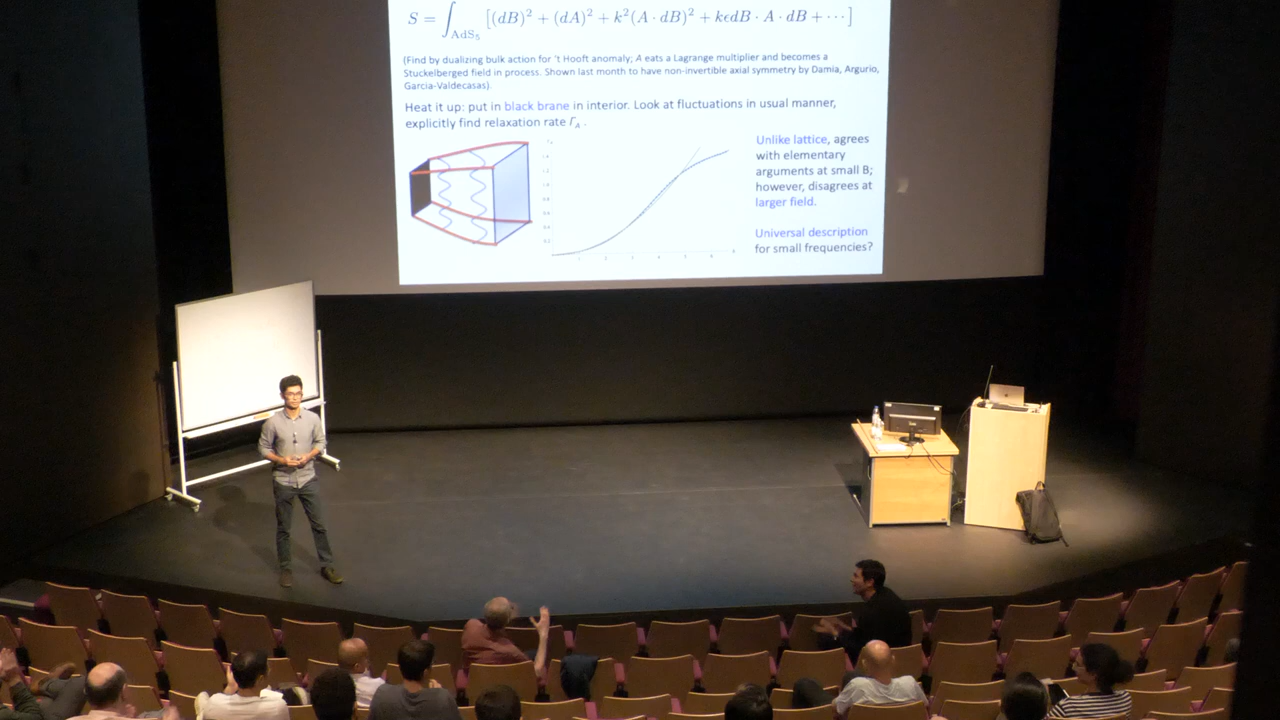 S = ∫_{AdS₅} [(dB)² + (dA)² + k²(A · dB)² + kϵdB · A · dB + ⋯]
(Find by dualizing bulk action for 't Hooft anomaly; A eats a Lagrange multiplier and becomes a
Stuckelberged field in process. Shown last month to have non-invertible axial symmetry by Damia, Argurio,
Garcia-Valdecasas).
Heat it up: put in black brane in interior. Look at fluctuations in usual manner,
explicitly find relaxation rate Γ_A .
Unlike lattice, agrees
with elementary
arguments at small B;
however, disagrees at
larger field.
Universal description
for small frequencies?